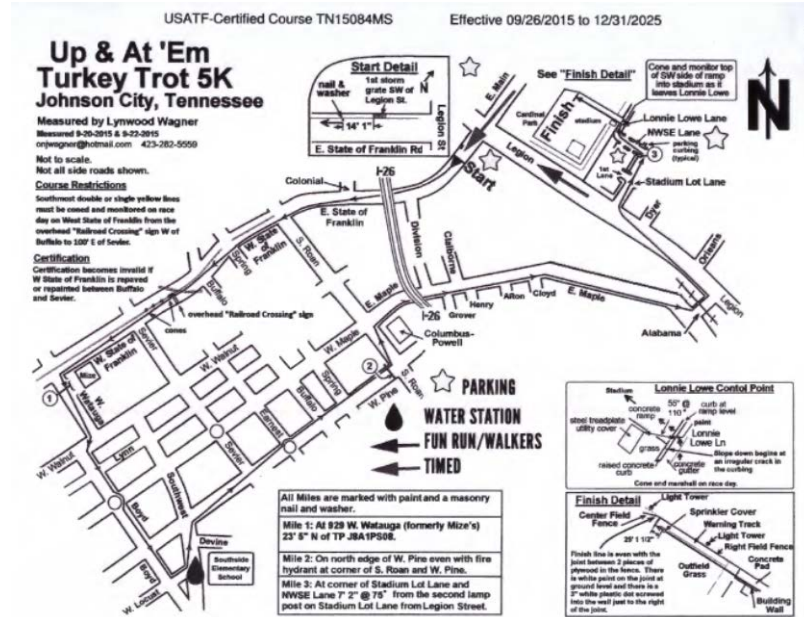 USATF-Certified Course TN15084MS Effective 09/26/2015 to 12/31/2025
Up & At 'Em
Turkey Trot 5K
Johnson City, Tennessee
Measured by Lynwood Wagner
Measured 9-20-2015 & 9-22-2015
onjwagner@hotmail.com 423-282-5559
Not to scale.
Not all side roads shown.
Course Restrictions
Southmost double or single yellow lines
must be coned and monitored on race
day on West State of Franklin from the
overhead "Railroad Crossing" sign W of
Buffalo to 100' E of Sevier.
Certification
Certification becomes invalid if
W State of Franklin is repaved
or repainted between Buffalo
and Sevier.
Start Detail
nail &
washer
1st storm
grate SW of
Legion St.
N
14' 1"
E. State of Franklin Rd
Legion St
E. Main
See "Finish Detail"
Cone and monitor top
of SW side of ramp
into stadium as it
leaves Lonnie Lowe
N
Cardinal
Park
Finish
stadium
Lonnie Lowe Lane
NWSE Lane
parking
curbing
(typical)
3
1st
Lane
Stadium Lot Lane
Legion
Start
Dyer
Orleans
Legion
Alabama
Colonial
I-26
E. State of
Franklin
Division
Claiborne
W. State of
Franklin
Spring
S. Roan
Buffalo
E. Maple
I-26
Grover
Henry
Afton
Cloyd
E. Maple
overhead "Railroad Crossing" sign
cones
Columbus-
Powell
Sevier
W. State of
Franklin
Mize
1
W. Watauga
W. Walnut
W. Maple
2
S. Roan
W. Pine
Spring
Buffalo
Earnest
Sevier
W. Walnut
Lynn
Southwest
Boyd
Devine
Southside
Elementary
School
Boyd
W. Locust
PARKING
WATER STATION
FUN RUN/WALKERS
TIMED
All Miles are marked with paint and a masonry
nail and washer.
Mile 1: At 929 W. Watauga (formerly Mize's)
23' 5" N of TP J8A1PS08.
Mile 2: On north edge of W. Pine even with fire
hydrant at corner of S. Roan and W. Pine.
Mile 3: At corner of Stadium Lot Lane and
NWSE Lane 7' 2" @ 75° from the second lamp
post on Stadium Lot Lane from Legion Street.
Lonnie Lowe Contol Point
Stadium
concrete
ramp
55" @
110°
curb at
ramp level
paint
steel treadplate
utility cover
Lonnie
Lowe Ln
grass
Slope down begins at
an irregular crack in
the curbing
raised concrete
curb
concrete
gutter
Cone and marshall on race day.
Finish Detail
Light Tower
Center Field
Fence
Sprinkler Cover
Warning Track
Light Tower
Right Field Fence
25' 1 1/2"
Concrete
Pad
Outfield
Grass
Building
Wall
Finish line is even with the
joint between 2 pieces of
plywood in the fence. There
is white paint on the joint at
ground level and there is a
2" white plastic dot screwed
into the wall just to the right
of the joint.